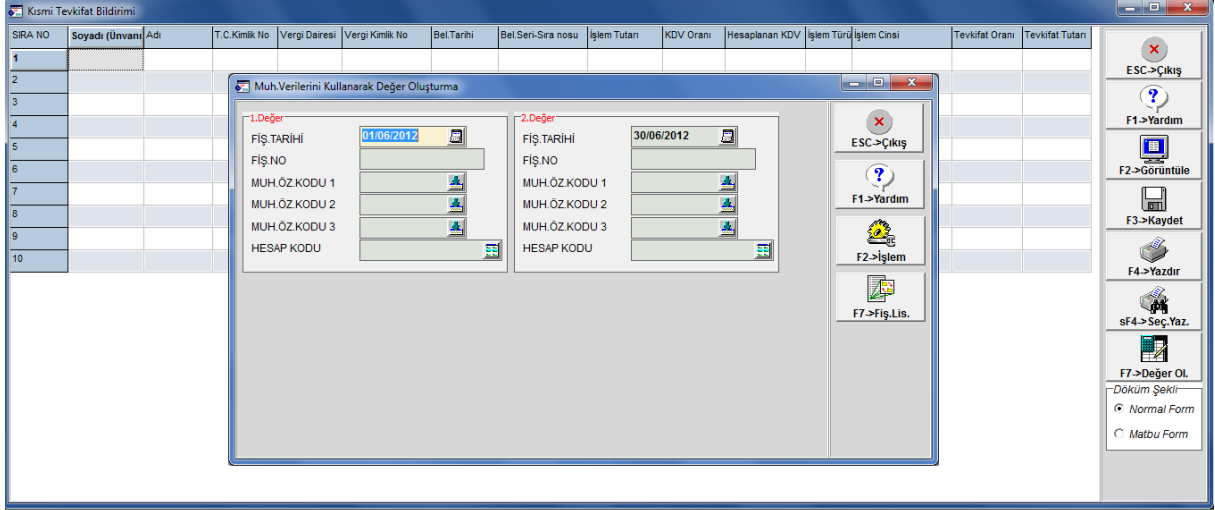 Kısmi Tevkifat Bildirimi
SIRA NO Soyadı (Ünvanı Adı T.C.Kimlik No Vergi Dairesi Vergi Kimlik No Bel.Tarihi Bel.Seri-Sıra nosu İşlem Tutarı KDV Oranı Hesaplanan KDV İşlem Türü İşlem Cinsi Tevkifat Oranı Tevkifat Tutarı
1
2
3
4
5
6
7
8
9
10
Muh.Verilerini Kullanarak Değer Oluşturma
1.Değer
FİŞ.TARİHİ 01/06/2012
FİŞ.NO
MUH.ÖZ.KODU 1
MUH.ÖZ.KODU 2
MUH.ÖZ.KODU 3
HESAP KODU
2.Değer
FİŞ.TARİHİ 30/06/2012
FİŞ.NO
MUH.ÖZ.KODU 1
MUH.ÖZ.KODU 2
MUH.ÖZ.KODU 3
HESAP KODU
ESC->Çıkış
F1->Yardım
F2->İşlem
F7->Fiş.Lis.
ESC->Çıkış
F1->Yardım
F2->Görüntüle
F3->Kaydet
F4->Yazdır
sF4->Seç.Yaz.
F7->Değer Ol.
Döküm Şekli
Normal Form
Matbu Form